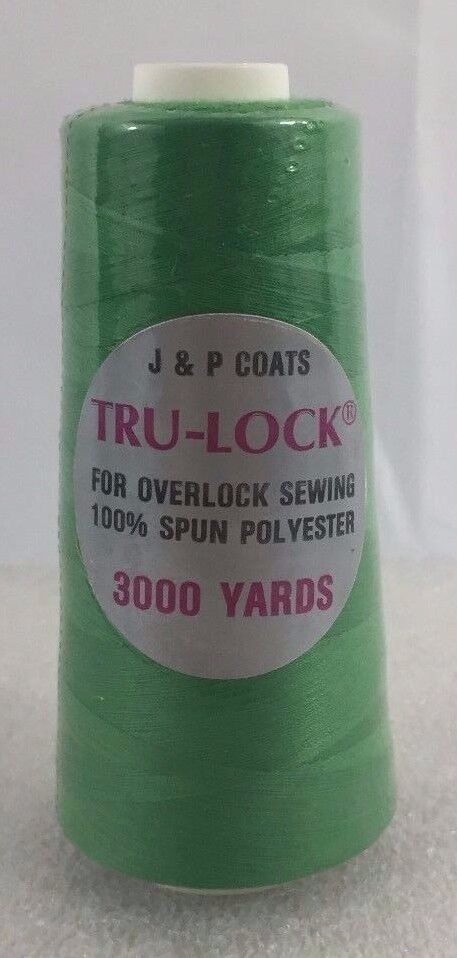 J & P COATS
TRU-LOCK®
FOR OVERLOCK SEWING
100% SPUN POLYESTER
3000 YARDS